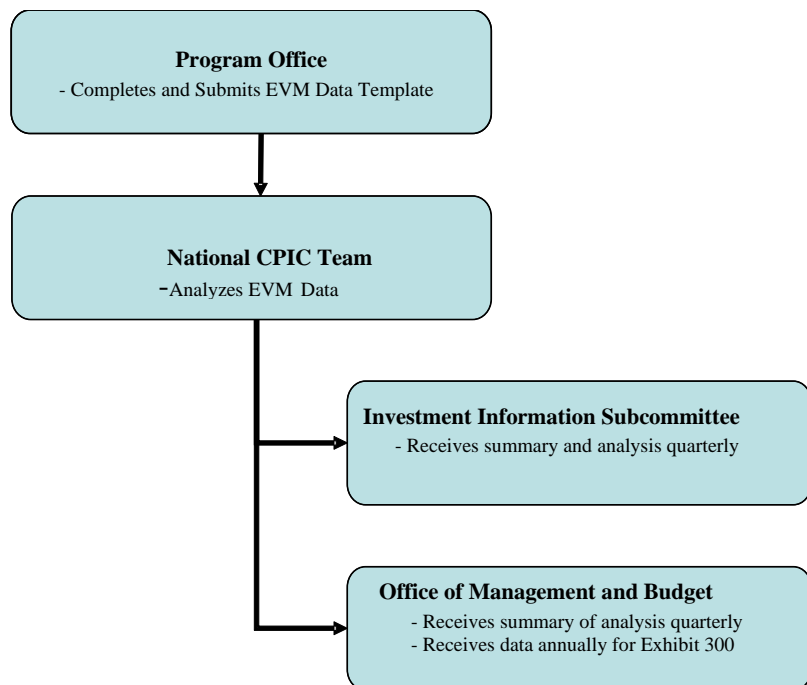 Program Office
- Completes and Submits EVM Data Template
National CPIC Team
-Analyzes EVM Data
Investment Information Subcommittee
- Receives summary and analysis quarterly
Office of Management and Budget
- Receives summary of analysis quarterly
- Receives data annually for Exhibit 300